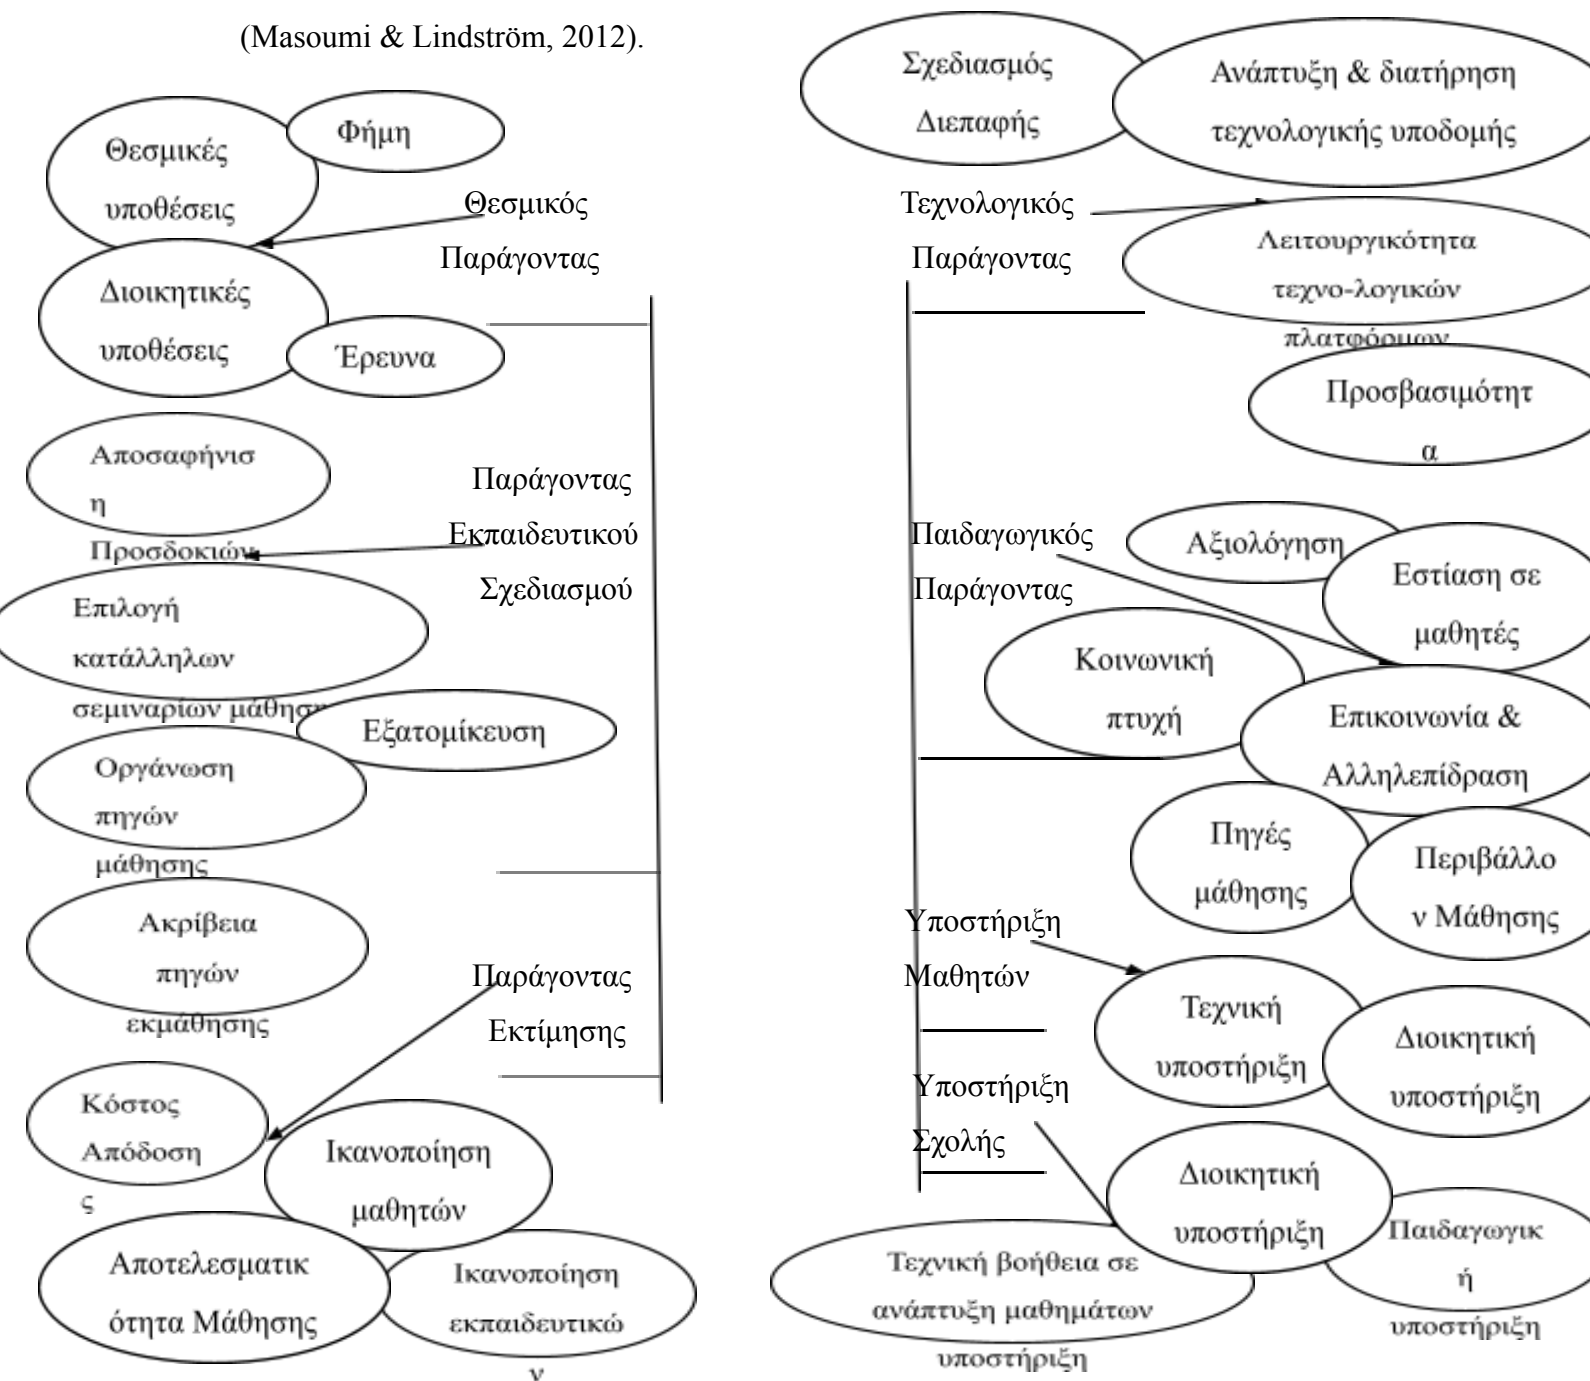 (Masoumi & Lindström, 2012).
Θεσμικές
υποθέσεις
Φήμη
Θεσμικός
Παράγοντας
Διοικητικές
υποθέσεις
Έρευνα
Αποσαφήνισ
η
Προσδοκιών
Παράγοντας
Εκπαιδευτικού
Σχεδιασμού
Επιλογή
κατάλληλων
σεμιναρίων μάθηση
Εξατομίκευση
Οργάνωση
πηγών
μάθησης
Ακρίβεια
πηγών
εκμάθησης
Παράγοντας
Εκτίμησης
Κόστος
Απόδοση
ς
Ικανοποίηση
μαθητών
Αποτελεσματικ
ότητα Μάθησης
Ικανοποίηση
εκπαιδευτικώ
ν
Σχεδιασμός
Διεπαφής
Ανάπτυξη & διατήρηση
τεχνολογικής υποδομής
Τεχνολογικός
Παράγοντας
Λειτουργικότητα
τεχνο-λογικών
πλατφόρμων
Προσβασιμότητ
α
Παιδαγωγικός
Παράγοντας
Αξιολόγηση
Εστίαση σε
μαθητές
Κοινωνική
πτυχή
Επικοινωνία &
Αλληλεπίδραση
Πηγές
μάθησης
Περιβάλλο
ν Μάθησης
Υποστήριξη
Μαθητών
Τεχνική
υποστήριξη
Διοικητική
υποστήριξη
Υποστήριξη
Σχολής
Διοικητική
υποστήριξη
Παιδαγωγικ
ή
υποστήριξη
Τεχνική βοήθεια σε
ανάπτυξη μαθημάτων
υποστήριξη